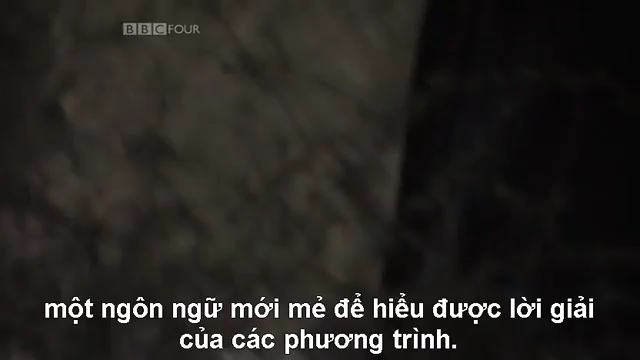 BBC FOUR
một ngôn ngữ mới mẻ để hiểu được lời giải
của các phương trình.